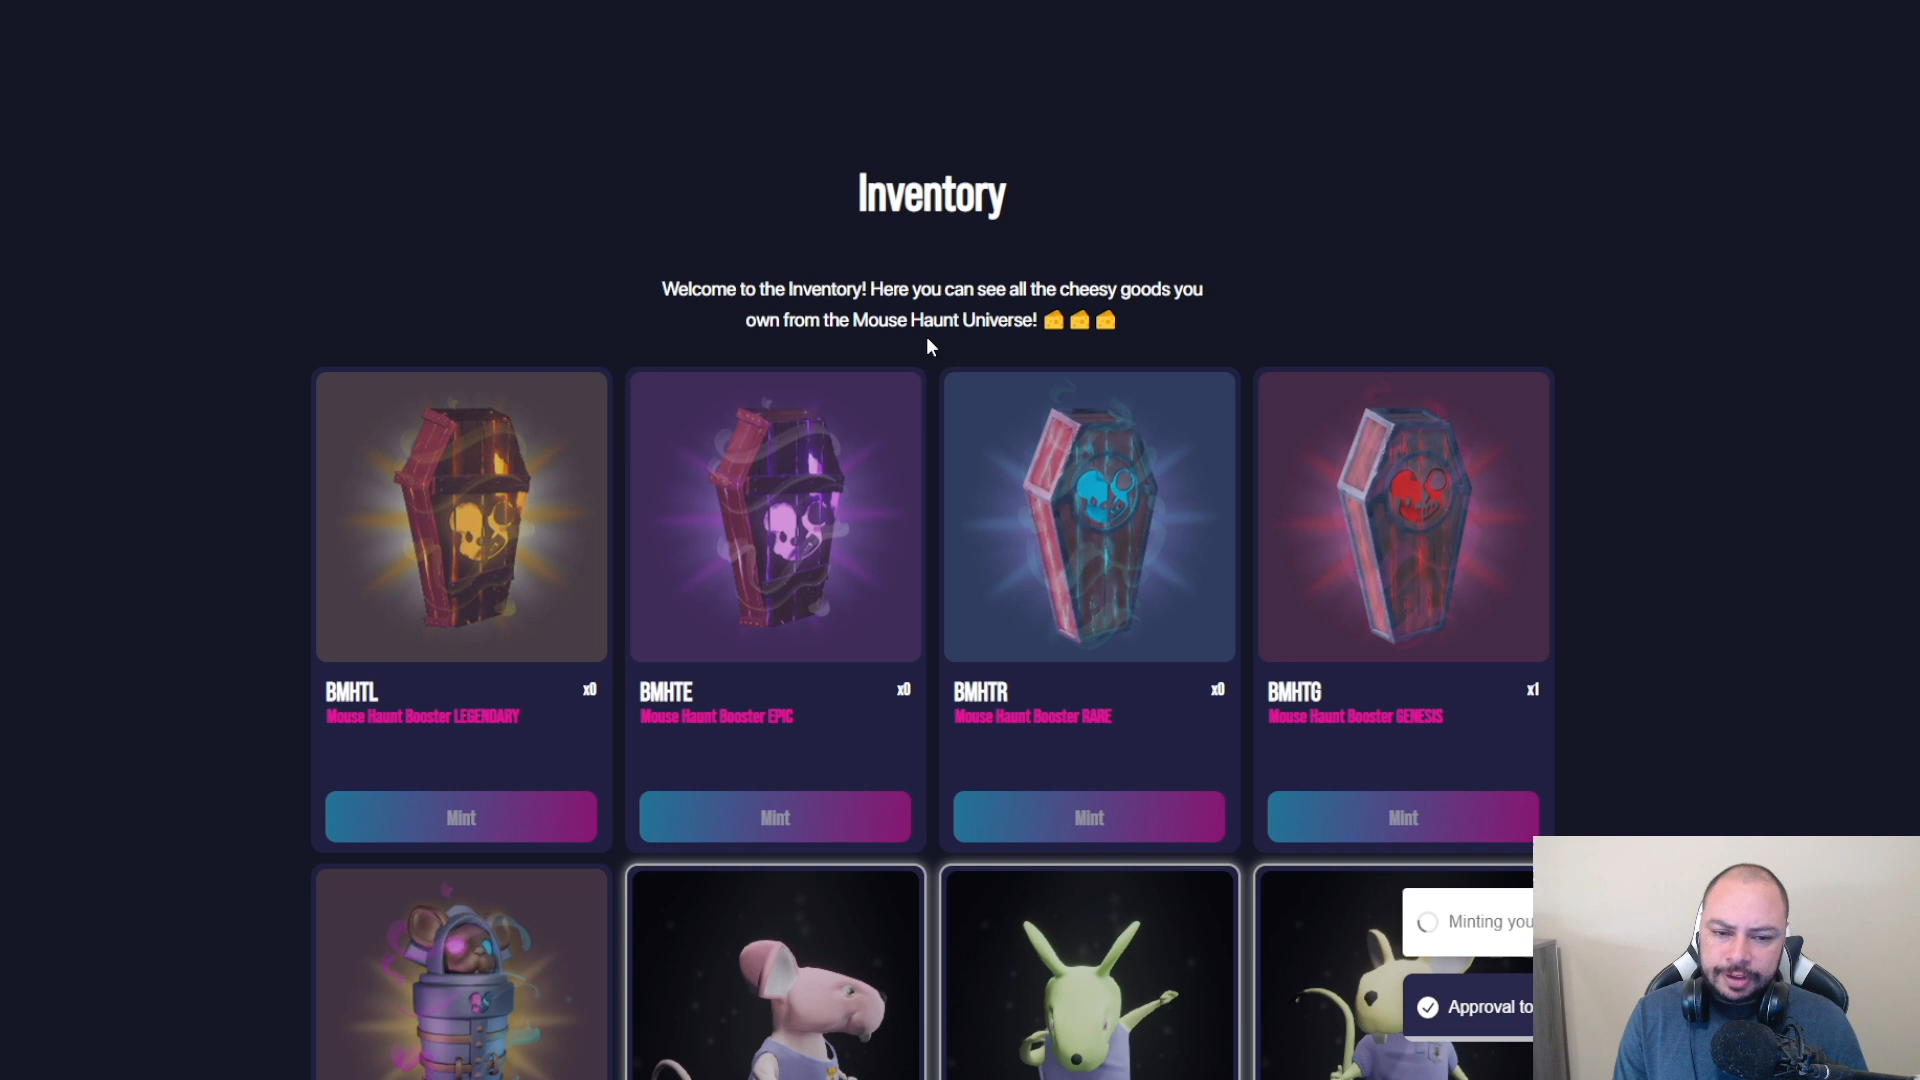 Inventory
Welcome to the Inventory! Here you can see all the cheesy goods you
own from the Mouse Haunt Universe! 🧀 🧀 🧀
BMHTL x0
Mouse Haunt Booster LEGENDARY
Mint
BMHTE x0
Mouse Haunt Booster EPIC
Mint
BMHTR x0
Mouse Haunt Booster RARE
Mint
BMHTG x1
Mouse Haunt Booster GENESIS
Mint
Minting you
Approval to